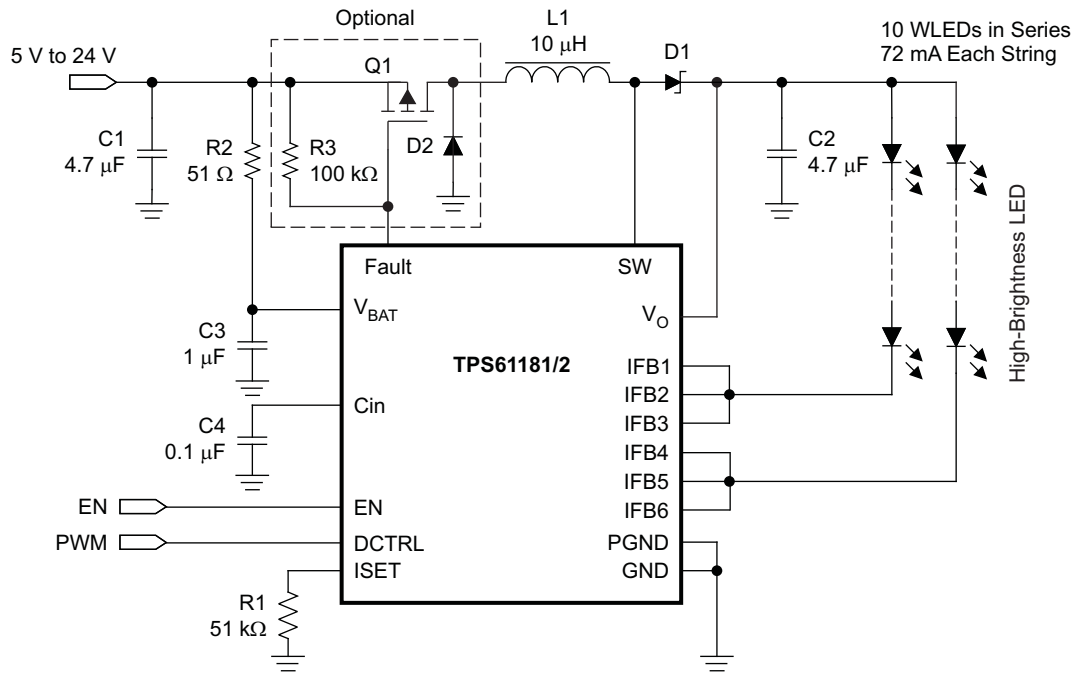 Optional
L1
10 μH
10 WLEDs in Series
72 mA Each String
5 V to 24 V
Q1
D1
C1
4.7 μF
R2
51 Ω
R3
100 kΩ
D2
C2
4.7 μF
High-Brightness LED
Fault
SW
VBAT
VO
C3
1 μF
TPS61181/2
IFB1
IFB2
IFB3
Cin
C4
0.1 μF
IFB4
IFB5
IFB6
EN
EN
PWM
DCTRL
PGND
ISET
GND
R1
51 kΩ